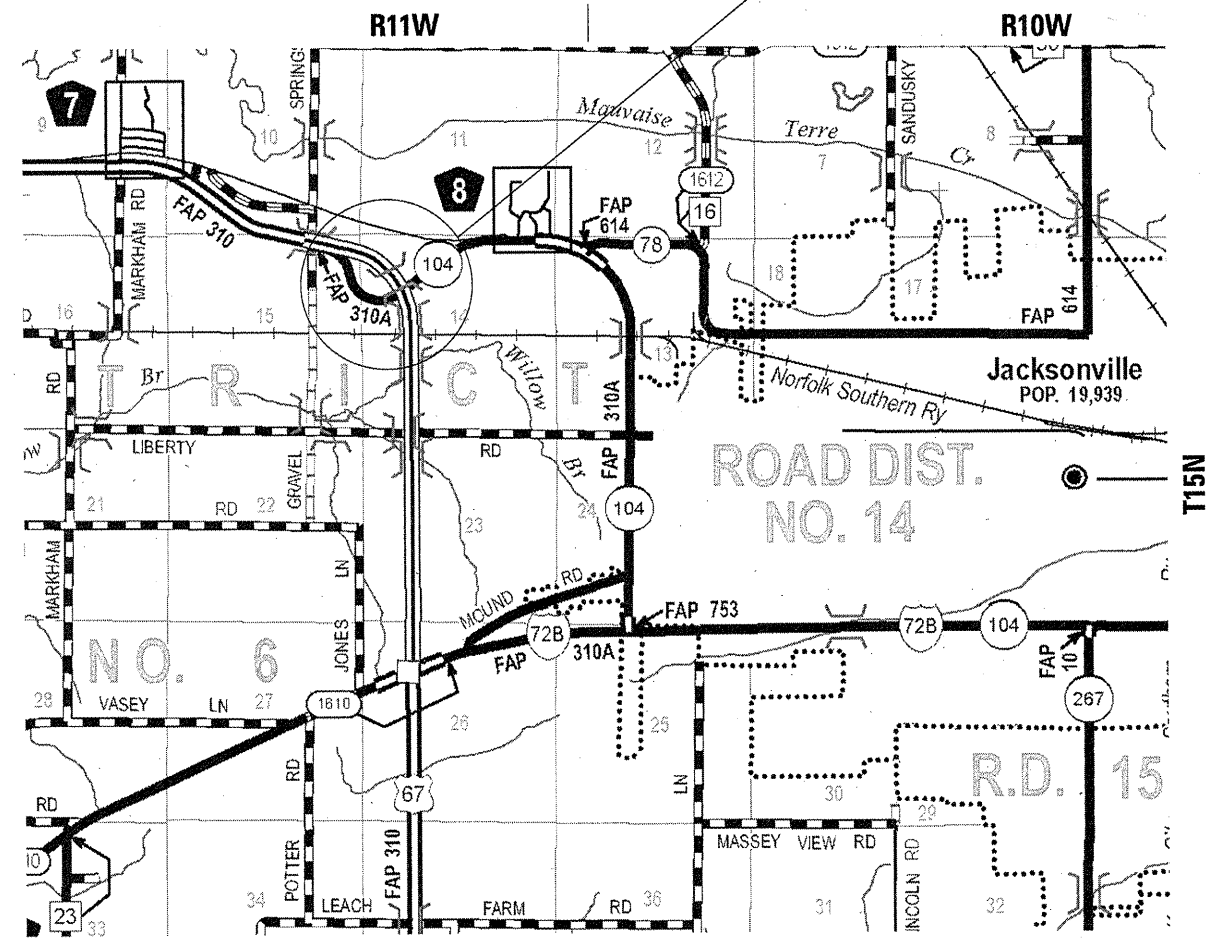 R11W
R10W
7
9
SPRING
10
11
Mauvaise
12
Terre
7
SANDUSKY
Cr
8
1612
MARKHAM RD
FAP 310
8
FAP
614
16
78
104
FAP
310A
18
17
FAP
614
16
15
14
13
RD
Br
T R I C T
Willow
Br
FAP 310A
Norfolk Southern Ry
Jacksonville
POP. 19,939
LIBERTY RD
ROAD DIST.
NO. 14
T15N
21
RD
22
GRAVEL
23
24
104
MARKHAM
JONES LN
MOUND RD
FAP 753
72B
FAP 310A
72B
104
FAP
10
267
NO. 6
28
VASEY LN
27
1610
26
25
R.D. 15
RD
RD
67
LN
30
29
MASSEY VIEW RD
LINCOLN RD
POTTER
FAP 310
23
33
34
LEACH FARM RD
36
31
32